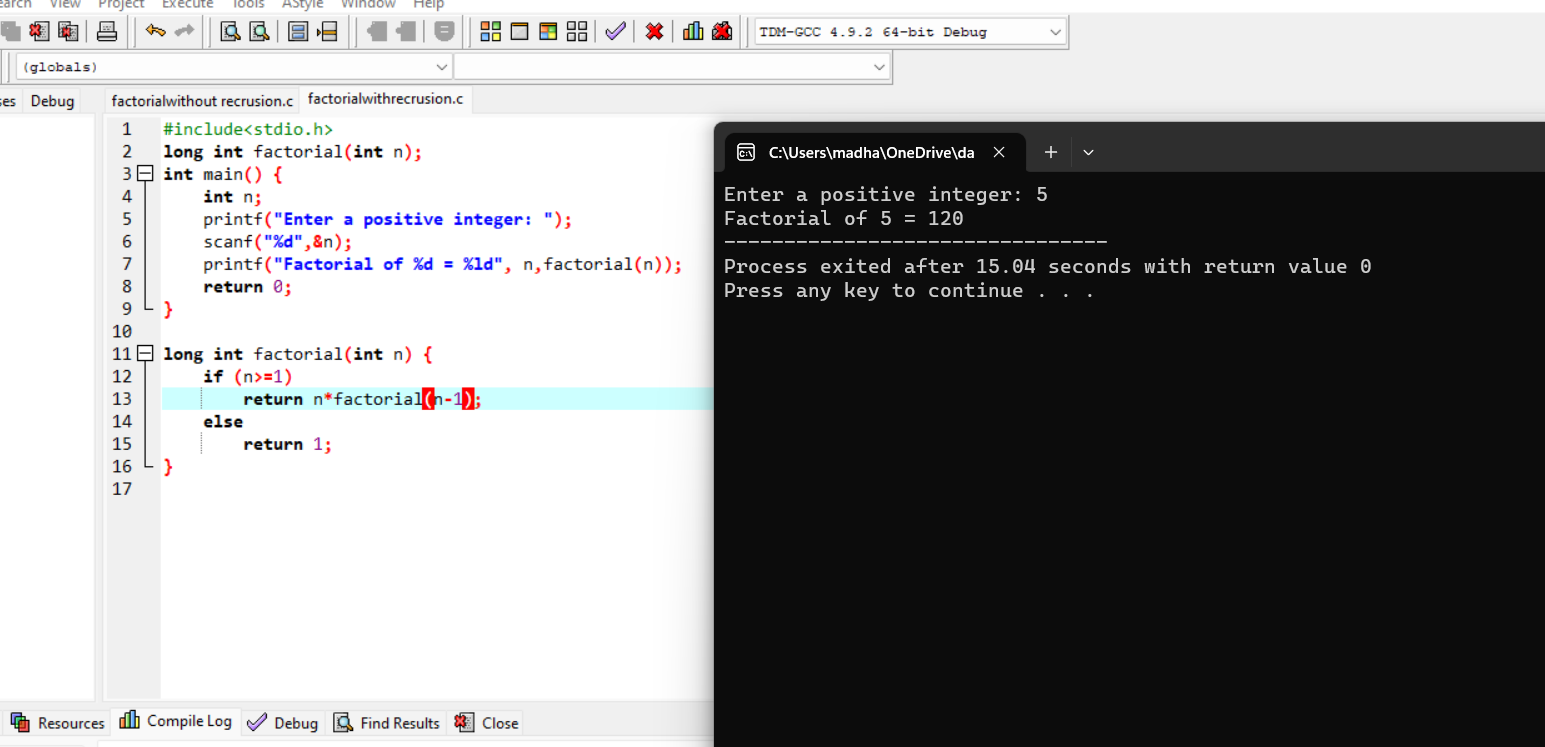 View Project Execute Tools AStyle Window Help
TDM-GCC 4.9.2 64-bit Debug
(globals)
Debug factorialwithout recrusion.c factorialwithrecrusion.c
1 #include<stdio.h>
2 long int factorial(int n);
3 int main() {
4 int n;
5 printf("Enter a positive integer: ");
6 scanf("%d",&n);
7 printf("Factorial of %d = %ld", n,factorial(n));
8 return 0;
9 }
10
11 long int factorial(int n) {
12 if (n>=1)
13 return n*factorial(n-1);
14 else
15 return 1;
16 }
17
C:\Users\madha\OneDrive\da
Enter a positive integer: 5
Factorial of 5 = 120
--------------------------------
Process exited after 15.04 seconds with return value 0
Press any key to continue . . .
Resources Compile Log Debug Find Results Close